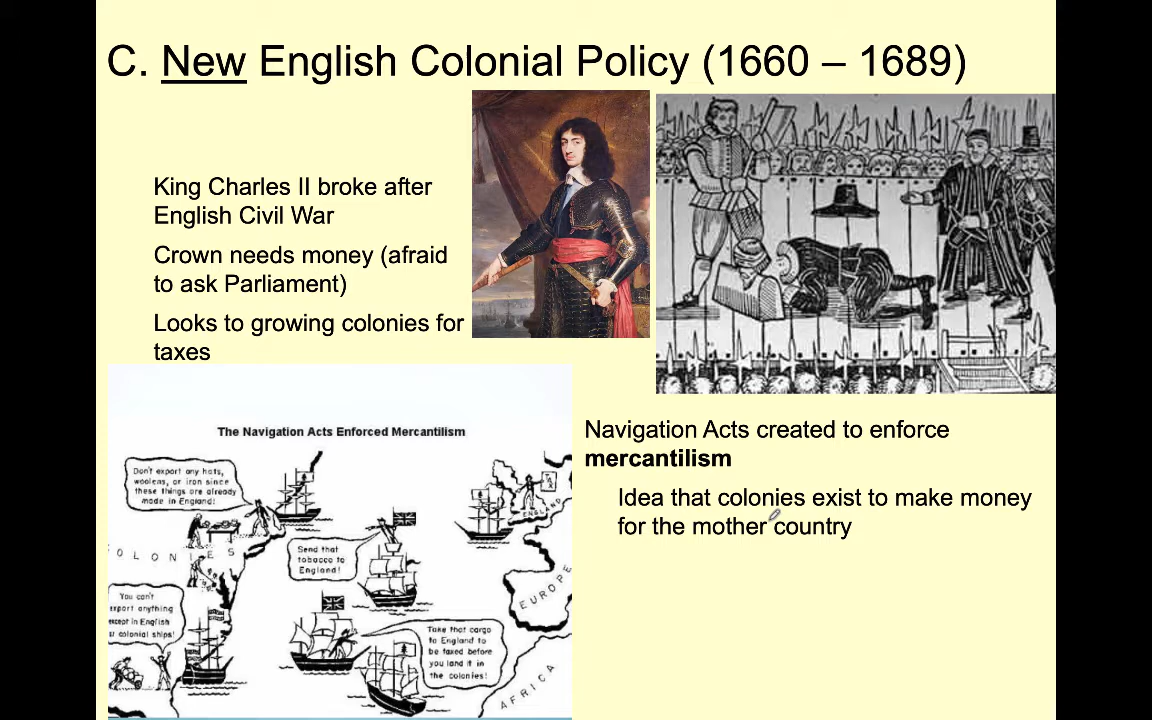 C. New English Colonial Policy (1660 – 1689)
King Charles II broke after
English Civil War
Crown needs money (afraid
to ask Parliament)
Looks to growing colonies for
taxes
The Navigation Acts Enforced Mercantilism
Don't export any hats,
woolens, or iron since
these things are already
made in England!
ENGLAND
TAX
OLONIES
Send that
tobacco to
England!
EUROPE
You can't
export anything
except in English
or colonial ships!
Take that cargo
to England to
be taxed before
you land it in
the colonies!
AFRICA
Navigation Acts created to enforce
mercantilism
Idea that colonies exist to make money
for the mother country